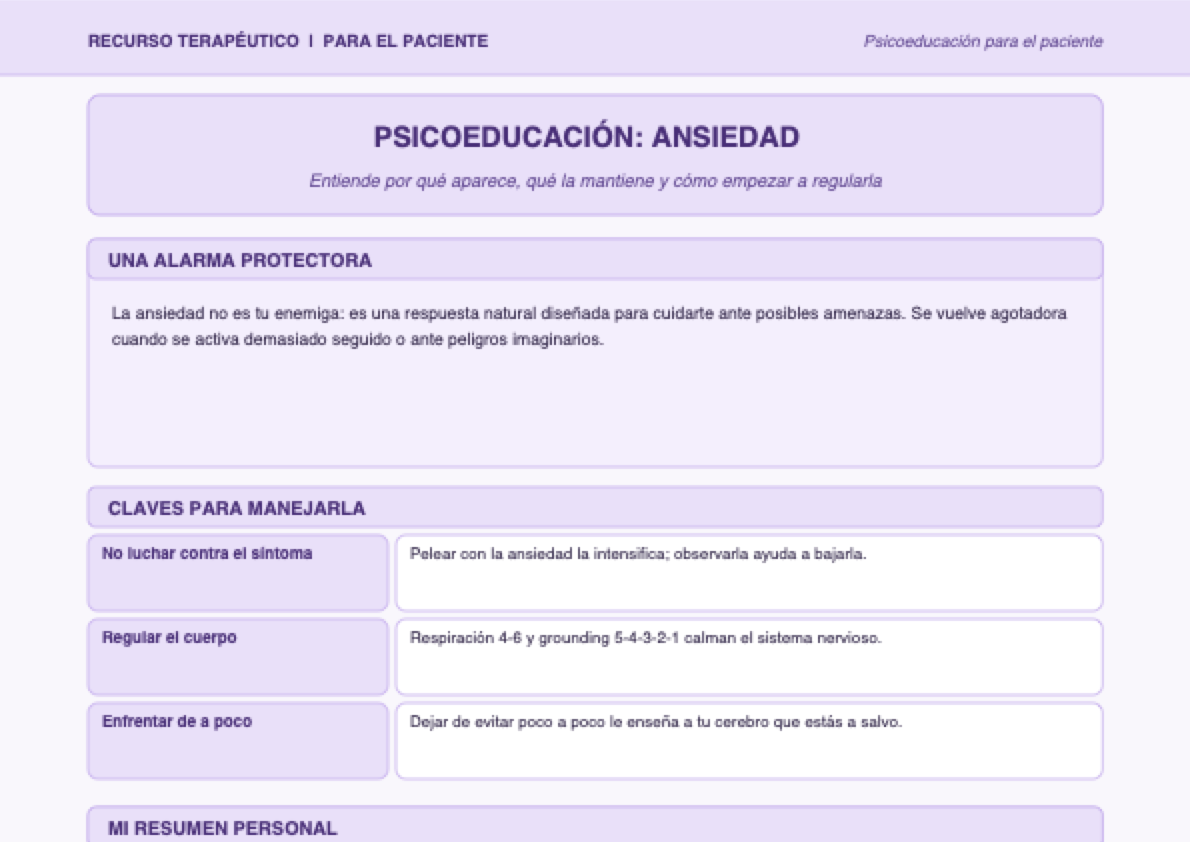 RECURSO TERAPÉUTICO | PARA EL PACIENTE
Psicoeducación para el paciente
PSICOEDUCACIÓN: ANSIEDAD
Entiende por qué aparece, qué la mantiene y cómo empezar a regularla
UNA ALARMA PROTECTORA
La ansiedad no es tu enemiga: es una respuesta natural diseñada para cuidarte ante posibles amenazas. Se vuelve agotadora
cuando se activa demasiado seguido o ante peligros imaginarios.
CLAVES PARA MANEJARLA
No luchar contra el síntoma
Pelear con la ansiedad la intensifica; observarla ayuda a bajarla.
Regular el cuerpo
Respiración 4-6 y grounding 5-4-3-2-1 calman el sistema nervioso.
Enfrentar de a poco
Dejar de evitar poco a poco le enseña a tu cerebro que estás a salvo.
MI RESUMEN PERSONAL